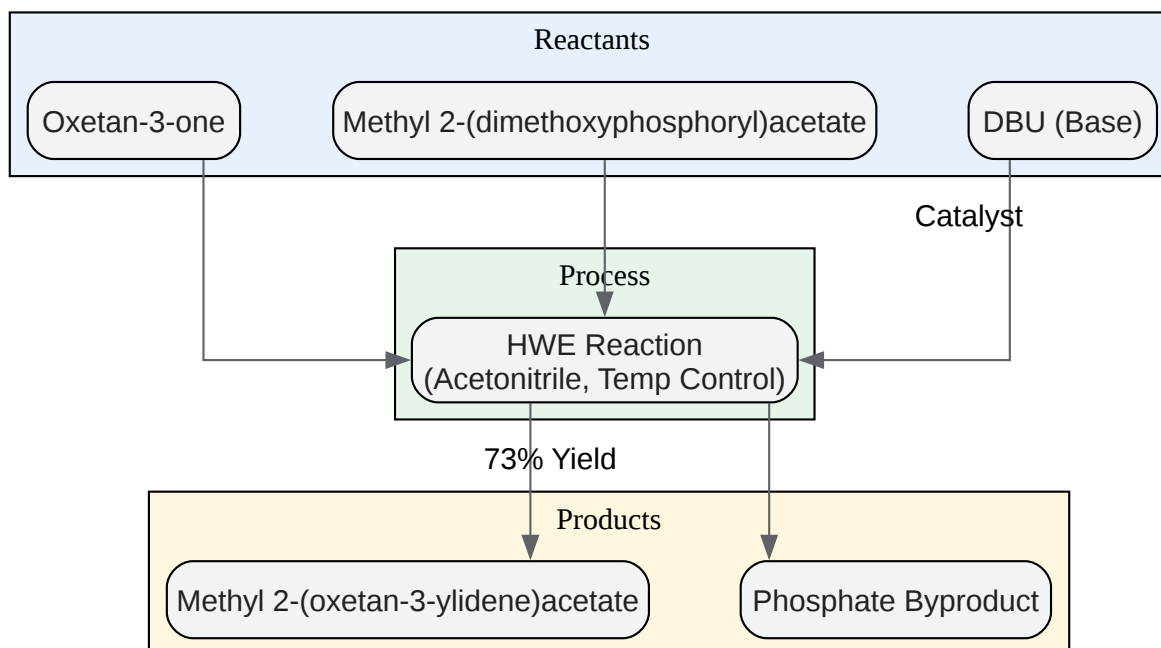 Reactants
Oxetan-3-one
Methyl 2-(dimethoxyphosphoryl)acetate
DBU (Base)
Catalyst
Process
HWE Reaction
(Acetonitrile, Temp Control)
73% Yield
Products
Methyl 2-(oxetan-3-ylidene)acetate
Phosphate Byproduct